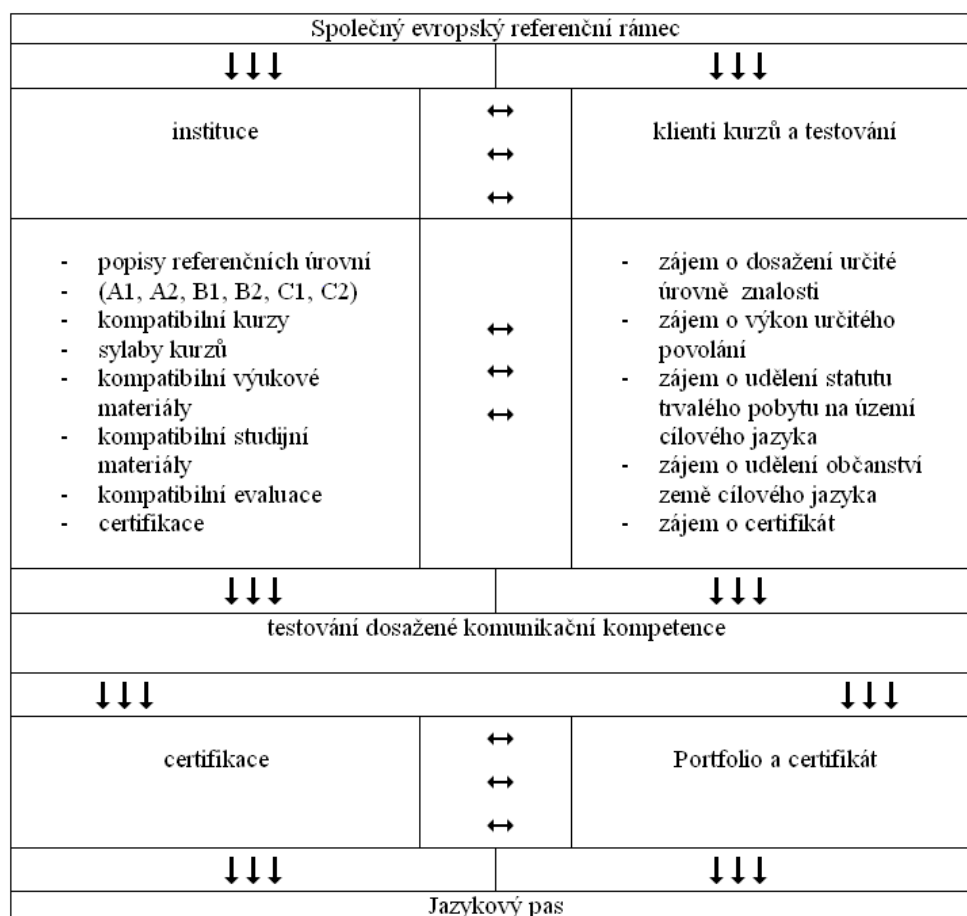 Společný evropský referenční rámec
↓↓↓ ↓↓↓
instituce ↔ klienti kurzů a testování
↔
↔
- popisy referenčních úrovní
- (A1, A2, B1, B2, C1, C2)
- kompatibilní kurzy
- sylaby kurzů
- kompatibilní výukové
materiály
- kompatibilní studijní
materiály
- kompatibilní evaluace
- certifikace
↔
↔
↔
- zájem o dosažení určité
úrovně znalosti
- zájem o výkon určitého
povolání
- zájem o udělení statutu
trvalého pobytu na území
cílového jazyka
- zájem o udělení občanství
země cílového jazyka
- zájem o certifikát
↓↓↓ ↓↓↓
testování dosažené komunikační kompetence
↓↓↓ ↓↓↓
certifikace ↔ Portfolio a certifikát
↔
↔
↓↓↓ ↓↓↓
Jazykový pas